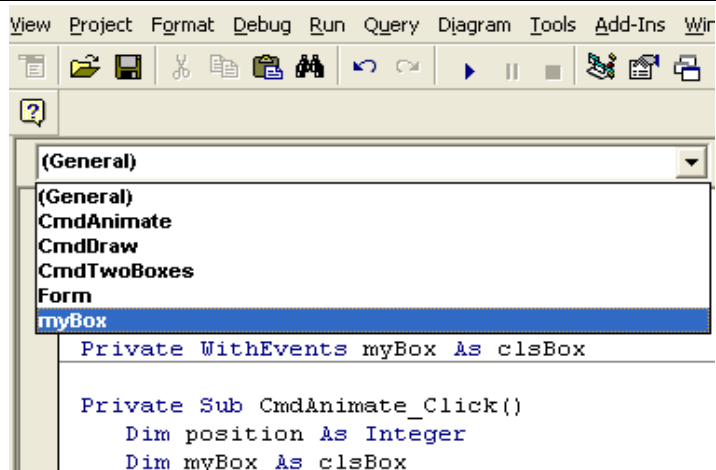 View Project Format Debug Run Query Diagram Tools Add-Ins Win
(General)
(General)
CmdAnimate
CmdDraw
CmdTwoBoxes
Form
myBox
Private WithEvents myBox As clsBox
Private Sub CmdAnimate_Click()
Dim position As Integer
Dim myBox As clsBox